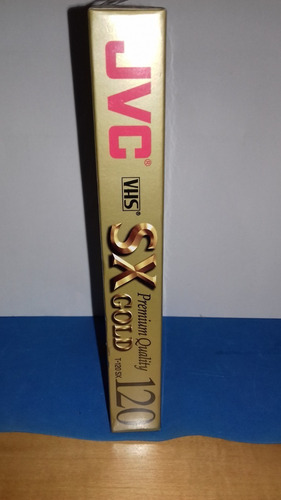 JVC®
VHS®
SX
GOLD
Premium Quality
T-120 SX
120